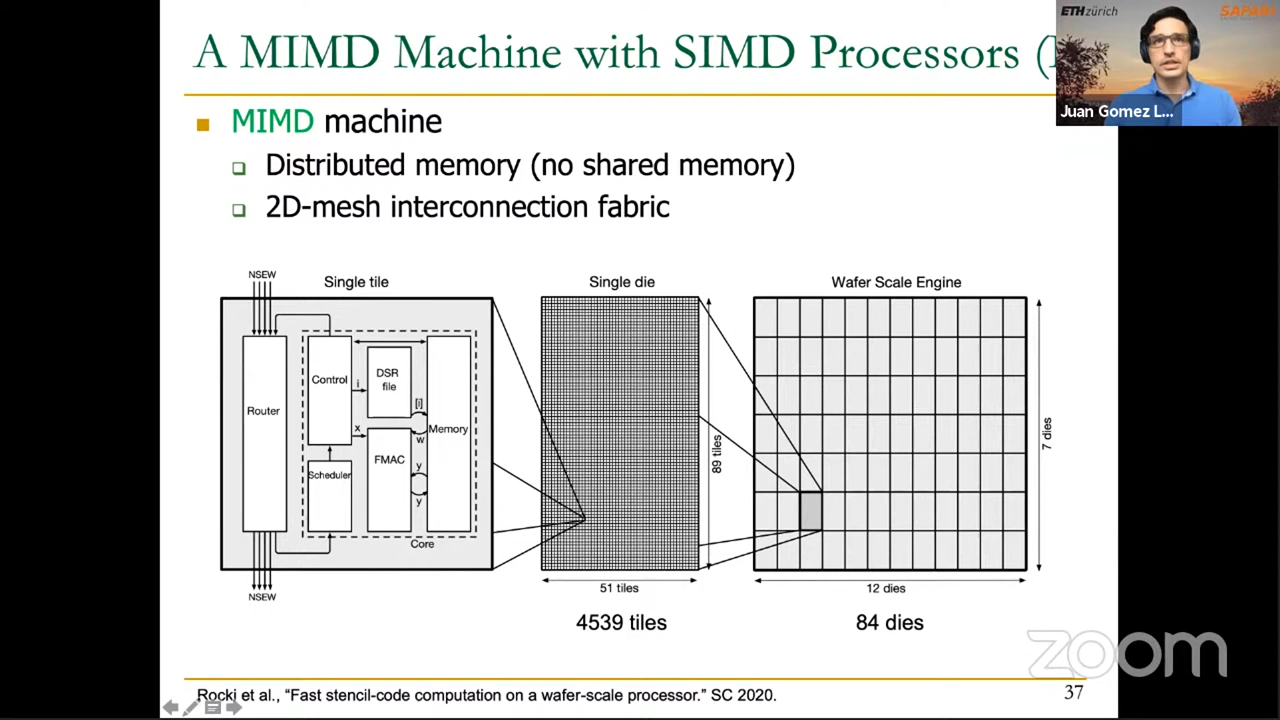 A MIMD Machine with SIMD Processors (
ETH zürich
SAFARI
Juan Gomez L...
MIMD machine
Distributed memory (no shared memory)
2D-mesh interconnection fabric
Single tile
Single die
Wafer Scale Engine
NSEW
Router
Control
Scheduler
i
x
DSR
file
FMAC
[i]
w
y
y
Memory
Core
NSEW
89 tiles
51 tiles
7 dies
12 dies
4539 tiles
84 dies
zoom
Rocki et al., “Fast stencil-code computation on a wafer-scale processor.” SC 2020.
37